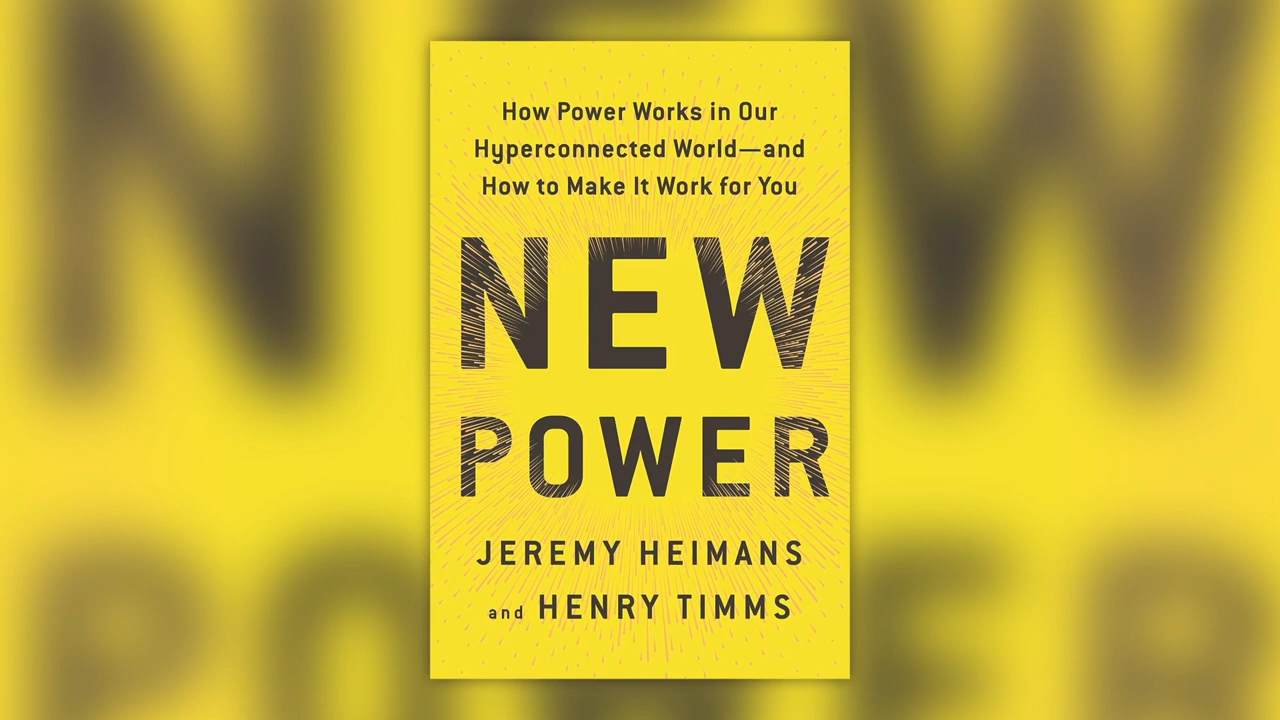 How Power Works in Our
Hyperconnected World—and
How to Make It Work for You
NEW
POWER
JEREMY HEIMANS
and HENRY TIMMS